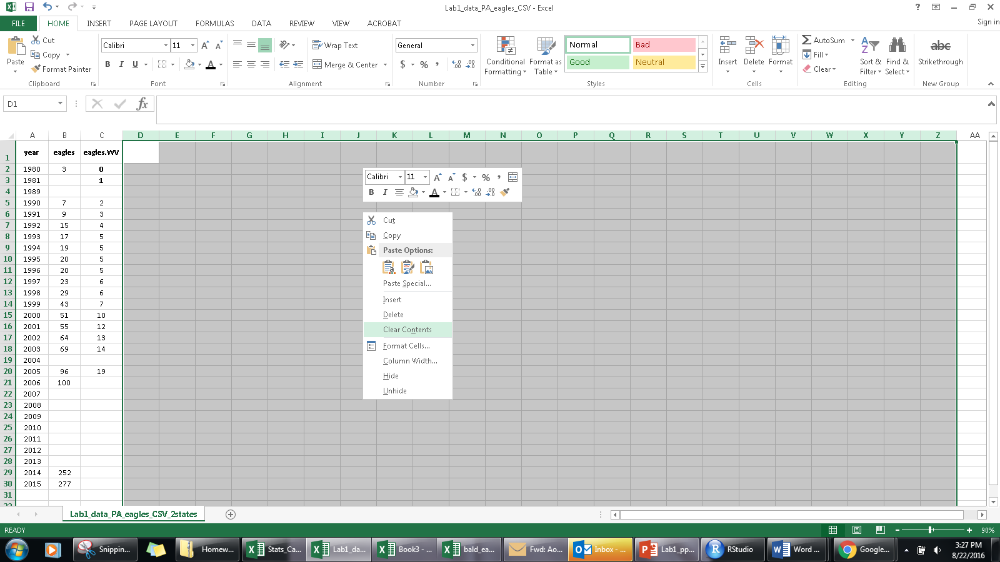 Lab1_data_PA_eagles_CSV - Excel
?
FILE HOME INSERT PAGE LAYOUT FORMULAS DATA REVIEW VIEW ACROBAT Sign in
Paste
Cut
Copy
Format Painter
Clipboard
Calibri 11
B I U
Font
Wrap Text
Merge & Center
Alignment
General
$ % ,
Number
Conditional Formatting
Format as Table
Normal Bad
Good Neutral
Styles
Insert Delete Format
Cells
AutoSum
Fill
Clear
Sort & Filter
Find & Select
Editing
abc
Strikethrough
New Group
D1
fx
A B C D E F G H I J K L M N O P Q R S T U V W X Y Z AA
1 year eagles eagles.WV
2 1980 3 0
3 1981 1
4 1989
5 1990 7 2
6 1991 9 3
7 1992 15 4
8 1993 17 5
9 1994 19 5
10 1995 20 5
11 1996 20 5
12 1997 23 6
13 1998 29 6
14 1999 43 7
15 2000 51 10
16 2001 55 12
17 2002 64 13
18 2003 69 14
19 2004
20 2005 96 19
21 2006 100
22 2007
23 2008
24 2009
25 2010
26 2011
27 2012
28 2013
29 2014 252
30 2015 277
31
Calibri 11 A A $ % ,
B I A .00 .00
Cut
Copy
Paste Options:
Paste Special...
Insert
Delete
Clear Contents
Format Cells...
Column Width...
Hide
Unhide
Lab1_data_PA_eagles_CSV_2states
READY
90%
Snippin...
Homew...
Stats_Ca...
Lab1_da...
Book3 - ...
bald_ea...
Fwd: Ao...
Inbox - ...
Lab1_pp...
RStudio
Word ...
Google...
3:27 PM
8/22/2016